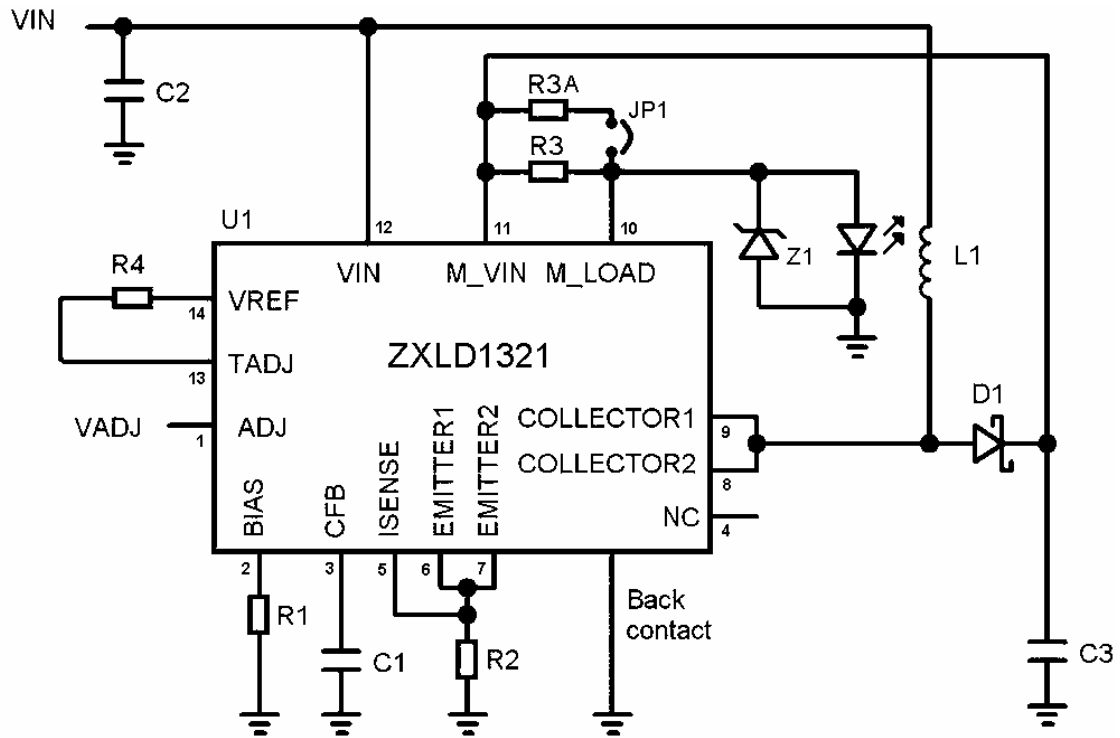 VIN
C2
R3A
JP1
R3
U1
12
11
10
R4
VIN
M_VIN
M_LOAD
Z1
L1
14
VREF
ZXLD1321
13
TADJ
VADJ
1
ADJ
D1
COLLECTOR1
9
COLLECTOR2
8
NC
4
BIAS
CFB
ISENSE
EMITTER1
EMITTER2
2
3
5
6
7
R1
C1
R2
Back
contact
C3